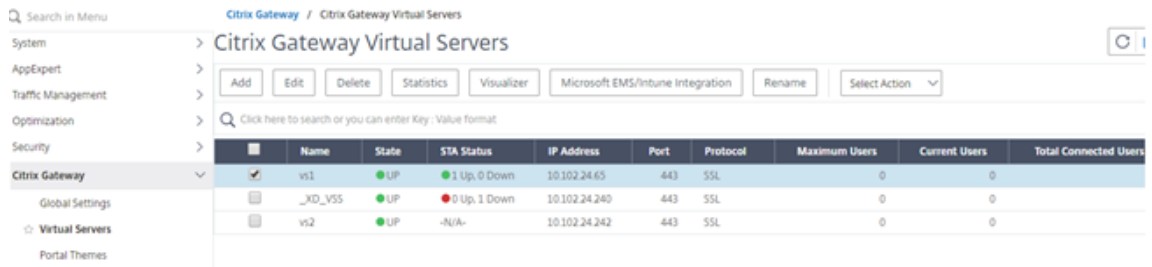 Search in Menu
System
AppExpert
Traffic Management
Optimization
Security
Citrix Gateway
Global Settings
Virtual Servers
Portal Themes
Citrix Gateway / Citrix Gateway Virtual Servers
Citrix Gateway Virtual Servers
Add Edit Delete Statistics Visualizer Microsoft EMS/Intune Integration Rename Select Action
Click here to search or you can enter Key : Value format
Name State STA Status IP Address Port Protocol Maximum Users Current Users Total Connected Users
vs1 UP 1 Up, 0 Down 10.102.24.65 443 SSL 0 0
_XD_VSS UP 0 Up, 1 Down 10.102.24.240 443 SSL 0 0
vs2 UP -N/A- 10.102.24.242 443 SSL 0 0